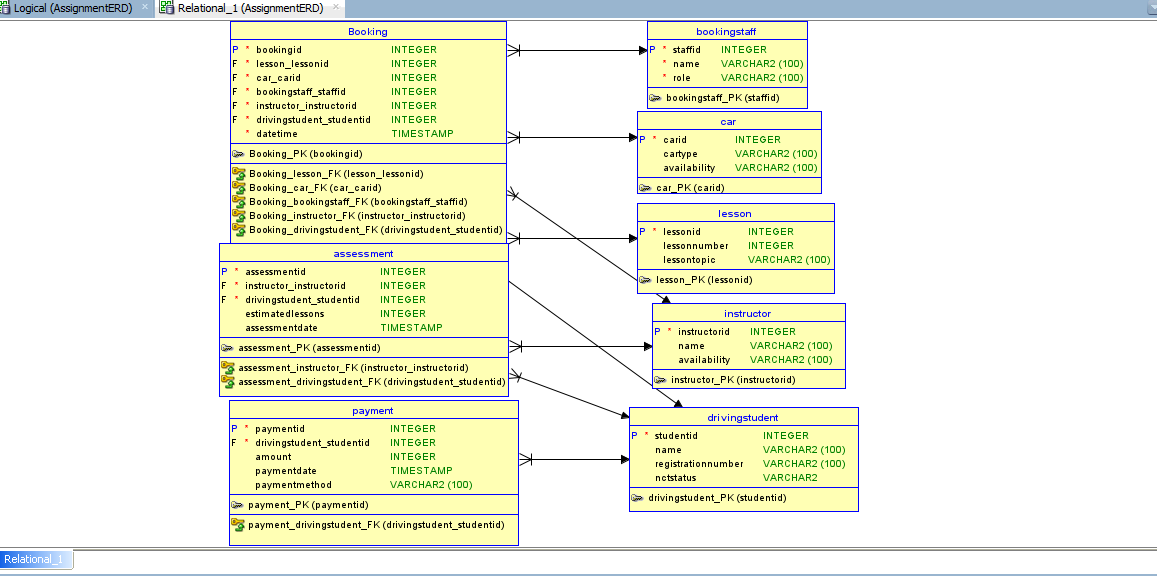 Logical (AssignmentERD)
Relational_1 (AssignmentERD)
Booking
P * bookingid INTEGER
F * lesson_lessonid INTEGER
F * car_carid INTEGER
F * bookingstaff_staffid INTEGER
F * instructor_instructorid INTEGER
F * drivingstudent_studentid INTEGER
* datetime TIMESTAMP
Booking_PK (bookingid)
Booking_lesson_FK (lesson_lessonid)
Booking_car_FK (car_carid)
Booking_bookingstaff_FK (bookingstaff_staffid)
Booking_instructor_FK (instructor_instructorid)
Booking_drivingstudent_FK (drivingstudent_studentid)
assessment
P * assessmentid INTEGER
F * instructor_instructorid INTEGER
F * drivingstudent_studentid INTEGER
estimatedlessons INTEGER
assessmentdate TIMESTAMP
assessment_PK (assessmentid)
assessment_instructor_FK (instructor_instructorid)
assessment_drivingstudent_FK (drivingstudent_studentid)
payment
P * paymentid INTEGER
F * drivingstudent_studentid INTEGER
amount INTEGER
paymentdate TIMESTAMP
paymentmethod VARCHAR2 (100)
payment_PK (paymentid)
payment_drivingstudent_FK (drivingstudent_studentid)
bookingstaff
P * staffid INTEGER
* name VARCHAR2 (100)
* role VARCHAR2 (100)
bookingstaff_PK (staffid)
car
P * carid INTEGER
cartype VARCHAR2 (100)
availability VARCHAR2 (100)
car_PK (carid)
lesson
P * lessonid INTEGER
lessonnumber INTEGER
lessontopic VARCHAR2 (100)
lesson_PK (lessonid)
instructor
P * instructorid INTEGER
name VARCHAR2 (100)
availability VARCHAR2 (100)
instructor_PK (instructorid)
drivingstudent
P * studentid INTEGER
name VARCHAR2 (100)
registrationnumber VARCHAR2 (100)
nctstatus VARCHAR2
drivingstudent_PK (studentid)
Relational_1